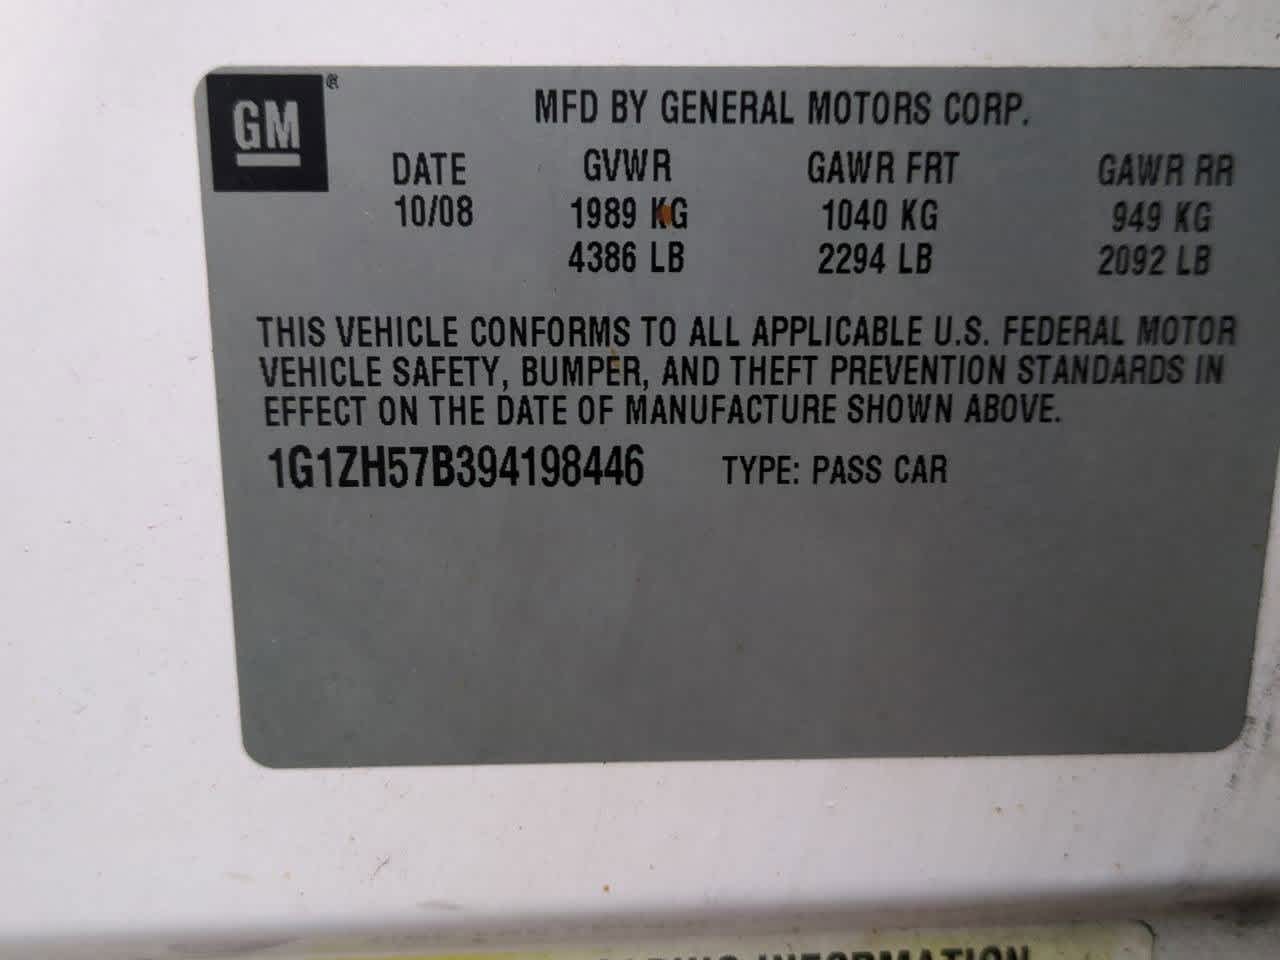 GM ®
MFD BY GENERAL MOTORS CORP.
DATE GVWR GAWR FRT GAWR RR
10/08 1989 KG 1040 KG 949 KG
4386 LB 2294 LB 2092 LB
THIS VEHICLE CONFORMS TO ALL APPLICABLE U.S. FEDERAL MOTOR
VEHICLE SAFETY, BUMPER, AND THEFT PREVENTION STANDARDS IN
EFFECT ON THE DATE OF MANUFACTURE SHOWN ABOVE.
1G1ZH57B394198446 TYPE: PASS CAR
INFORMATION